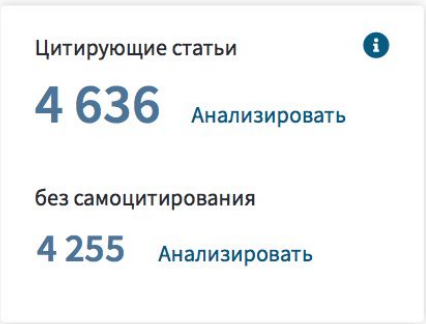 Цитирующие статьи
4 636 Анализировать
без самоцитирования
4 255 Анализировать